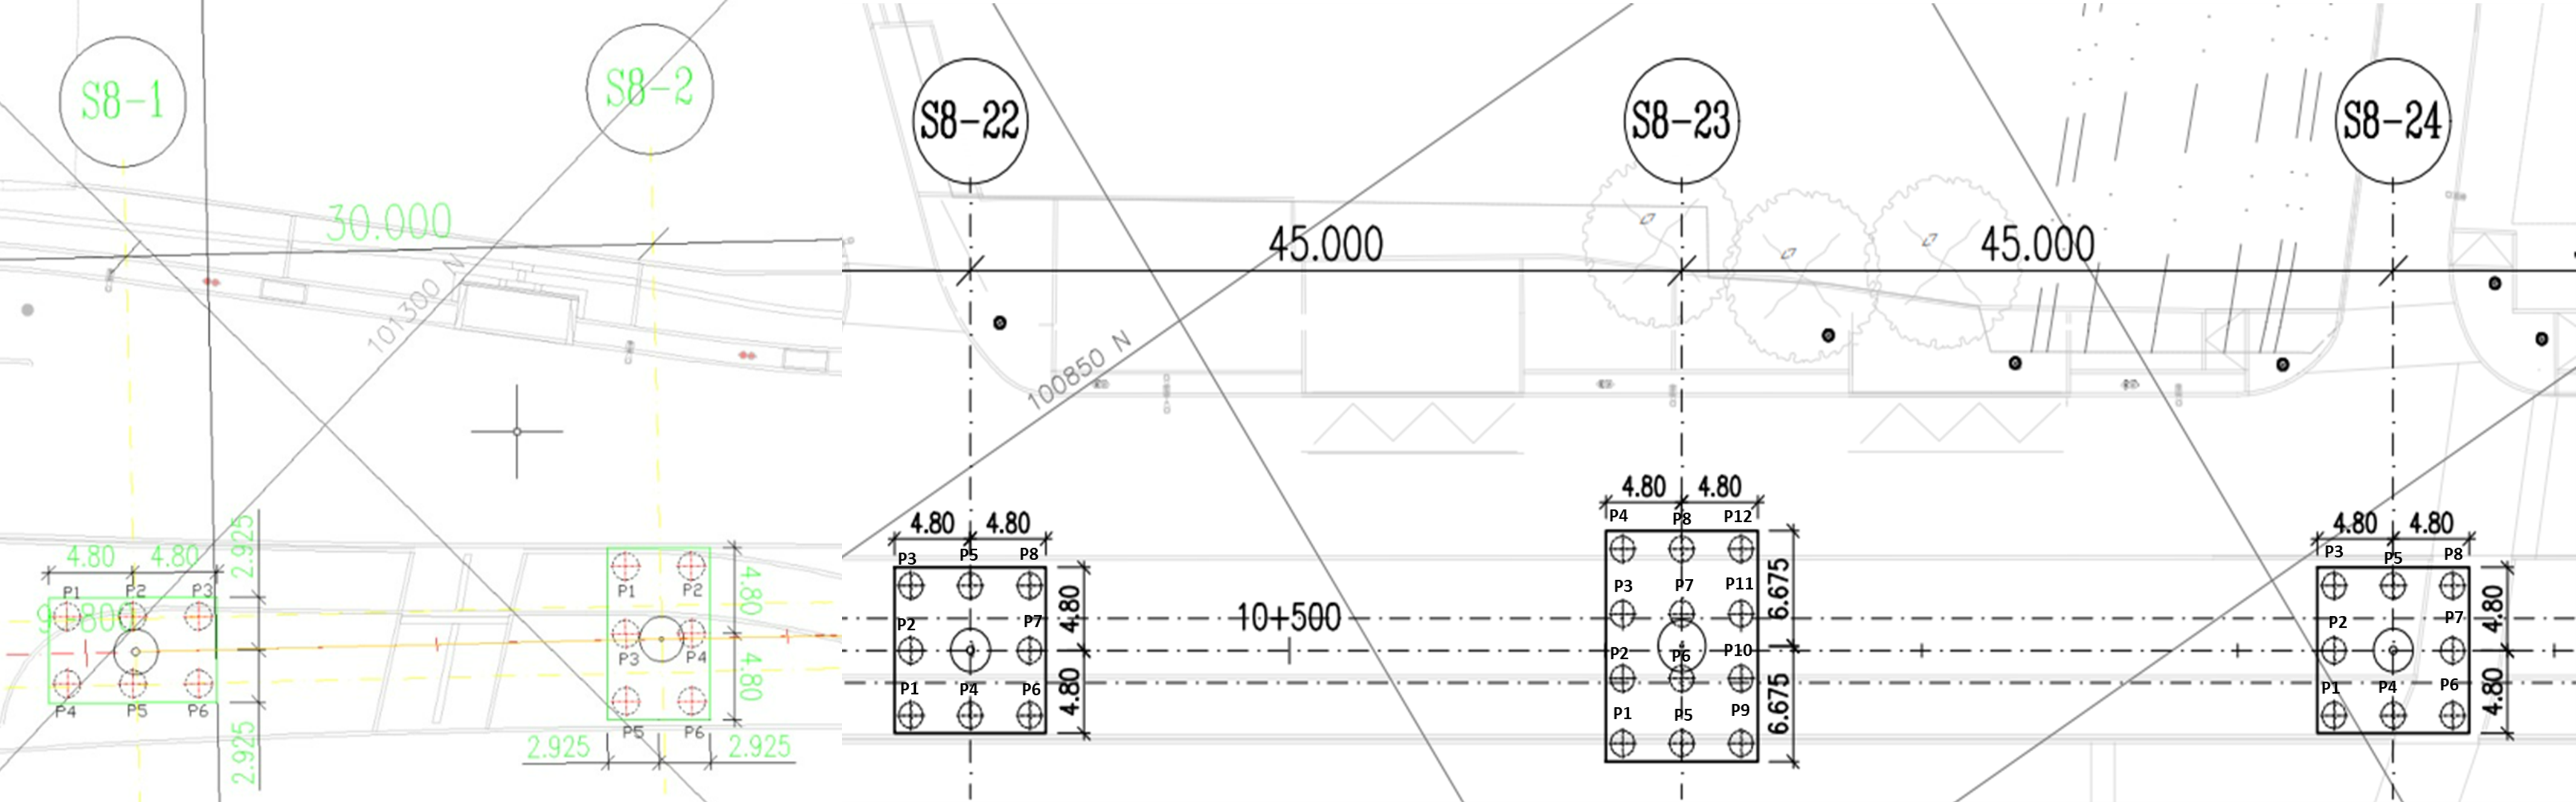 S8-1
S8-2
S8-22
S8-23
S8-24
30.000
45.000
45.000
101300 N
100850 N
4.80 4.80
2.925
2.925
P1 P2 P3
P4 P5 P6
P1 P2
P3 P4
P5 P6
4.80
4.80
2.925 2.925
4.80 4.80
P3 P5 P8
P2 P7
P1 P4 P6
4.80
4.80
10+500
4.80 4.80
P4 P8 P12
P3 P7 P11
P2 P6 P10
P1 P5 P9
6.675
6.675
4.80 4.80
P3 P5 P8
P2 P7
P1 P4 P6
4.80
4.80